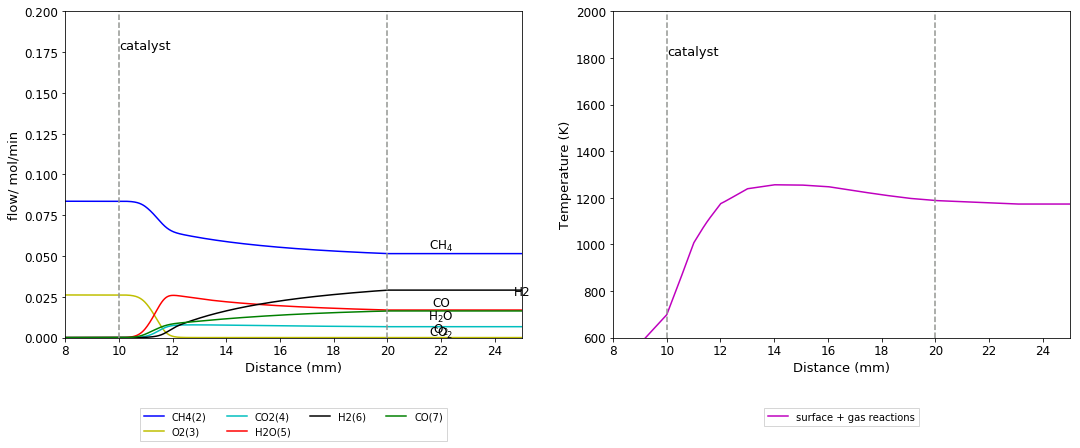 0.200
0.175
0.150
0.125
0.100
0.075
0.050
0.025
0.000
flow/ mol/min
catalyst
CH4
H2
CO
H2O
O2
CO2
8 10 12 14 16 18 20 22 24
Distance (mm)
CH4(2) CO2(4) H2(6) CO(7)
O2(3) H2O(5)
2000
1800
1600
1400
1200
1000
800
600
Temperature (K)
catalyst
8 10 12 14 16 18 20 22 24
Distance (mm)
surface + gas reactions